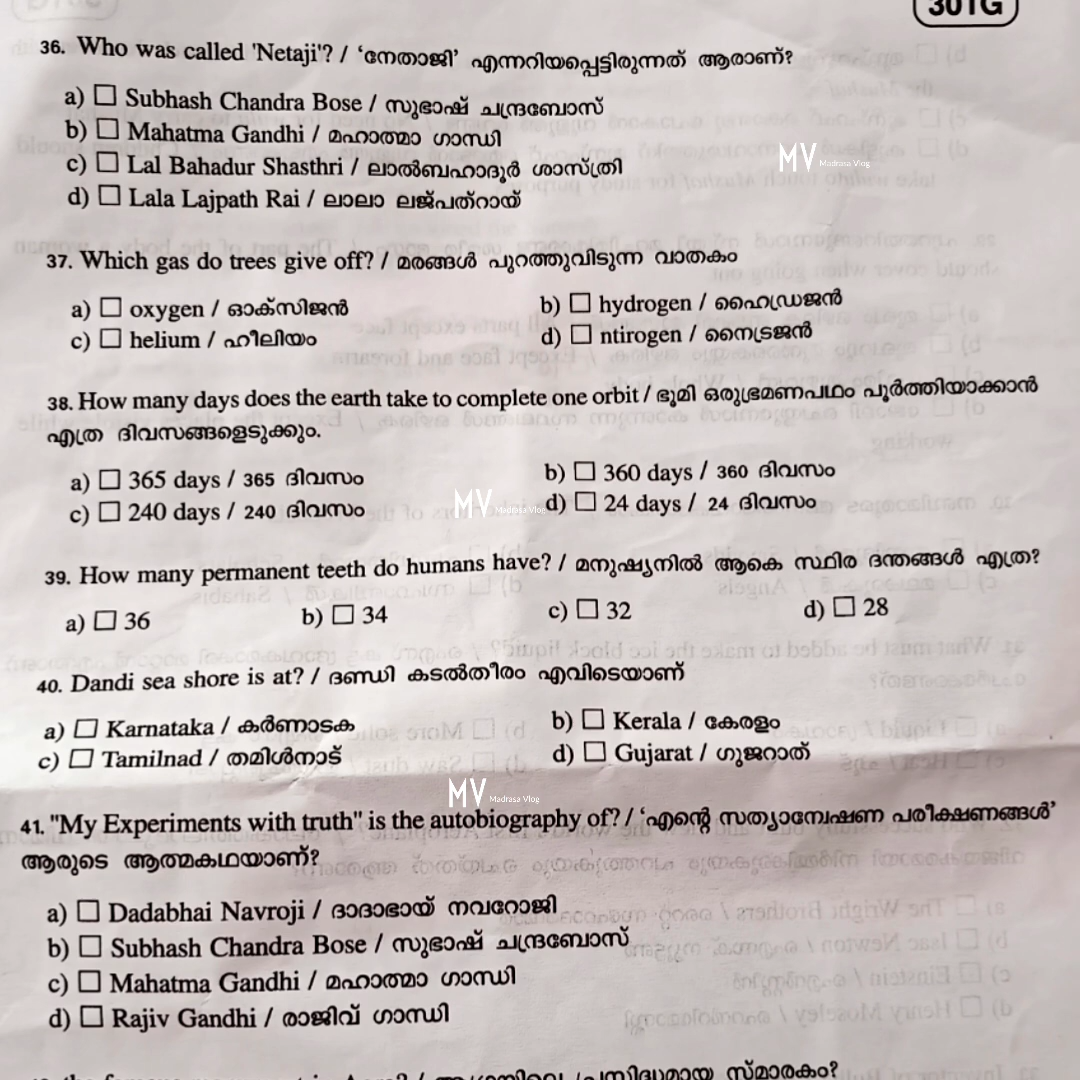 301G
36. Who was called 'Netaji'? / ‘നേതാജി’ എന്നറിയപ്പെട്ടിരുന്നത് ആരാണ്?
a) ☐ Subhash Chandra Bose / സുഭാഷ് ചന്ദ്രബോസ്
b) ☐ Mahatma Gandhi / മഹാത്മാ ഗാന്ധി
c) ☐ Lal Bahadur Shasthri / ലാൽബഹാദൂർ ശാസ്ത്രി
d) ☐ Lala Lajpath Rai / ലാലാ ലജ്പത്റായ്
MV Madrasa Vlog
37. Which gas do trees give off? / മരങ്ങൾ പുറത്തുവിടുന്ന വാതകം
a) ☐ oxygen / ഓക്സിജൻ b) ☐ hydrogen / ഹൈഡ്രജൻ
c) ☐ helium / ഹീലിയം d) ☐ ntirogen / നൈട്രജൻ
38. How many days does the earth take to complete one orbit / ഭൂമി ഒരുഭ്രമണപഥം പൂർത്തിയാക്കാൻ
എത്ര ദിവസങ്ങളെടുക്കും.
a) ☐ 365 days / 365 ദിവസം b) ☐ 360 days / 360 ദിവസം
c) ☐ 240 days / 240 ദിവസം d) ☐ 24 days / 24 ദിവസം
MV Madrasa Vlog
39. How many permanent teeth do humans have? / മനുഷ്യനിൽ ആകെ സ്ഥിര ദന്തങ്ങൾ എത്ര?
a) ☐ 36 b) ☐ 34 c) ☐ 32 d) ☐ 28
40. Dandi sea shore is at? / ദണ്ഡി കടൽതീരം എവിടെയാണ്
a) ☐ Karnataka / കർണാടക b) ☐ Kerala / കേരളം
c) ☐ Tamilnad / തമിൾനാട് d) ☐ Gujarat / ഗുജറാത്
MV Madrasa Vlog
41. "My Experiments with truth" is the autobiography of? / ‘എന്റെ സത്യാന്വേഷണ പരീക്ഷണങ്ങൾ’
ആരുടെ ആത്മകഥയാണ്?
a) ☐ Dadabhai Navroji / ദാദാഭായ് നവറോജി
b) ☐ Subhash Chandra Bose / സുഭാഷ് ചന്ദ്രബോസ്
c) ☐ Mahatma Gandhi / മഹാത്മാ ഗാന്ധി
d) ☐ Rajiv Gandhi / രാജിവ് ഗാന്ധി
സ്മാരകം?